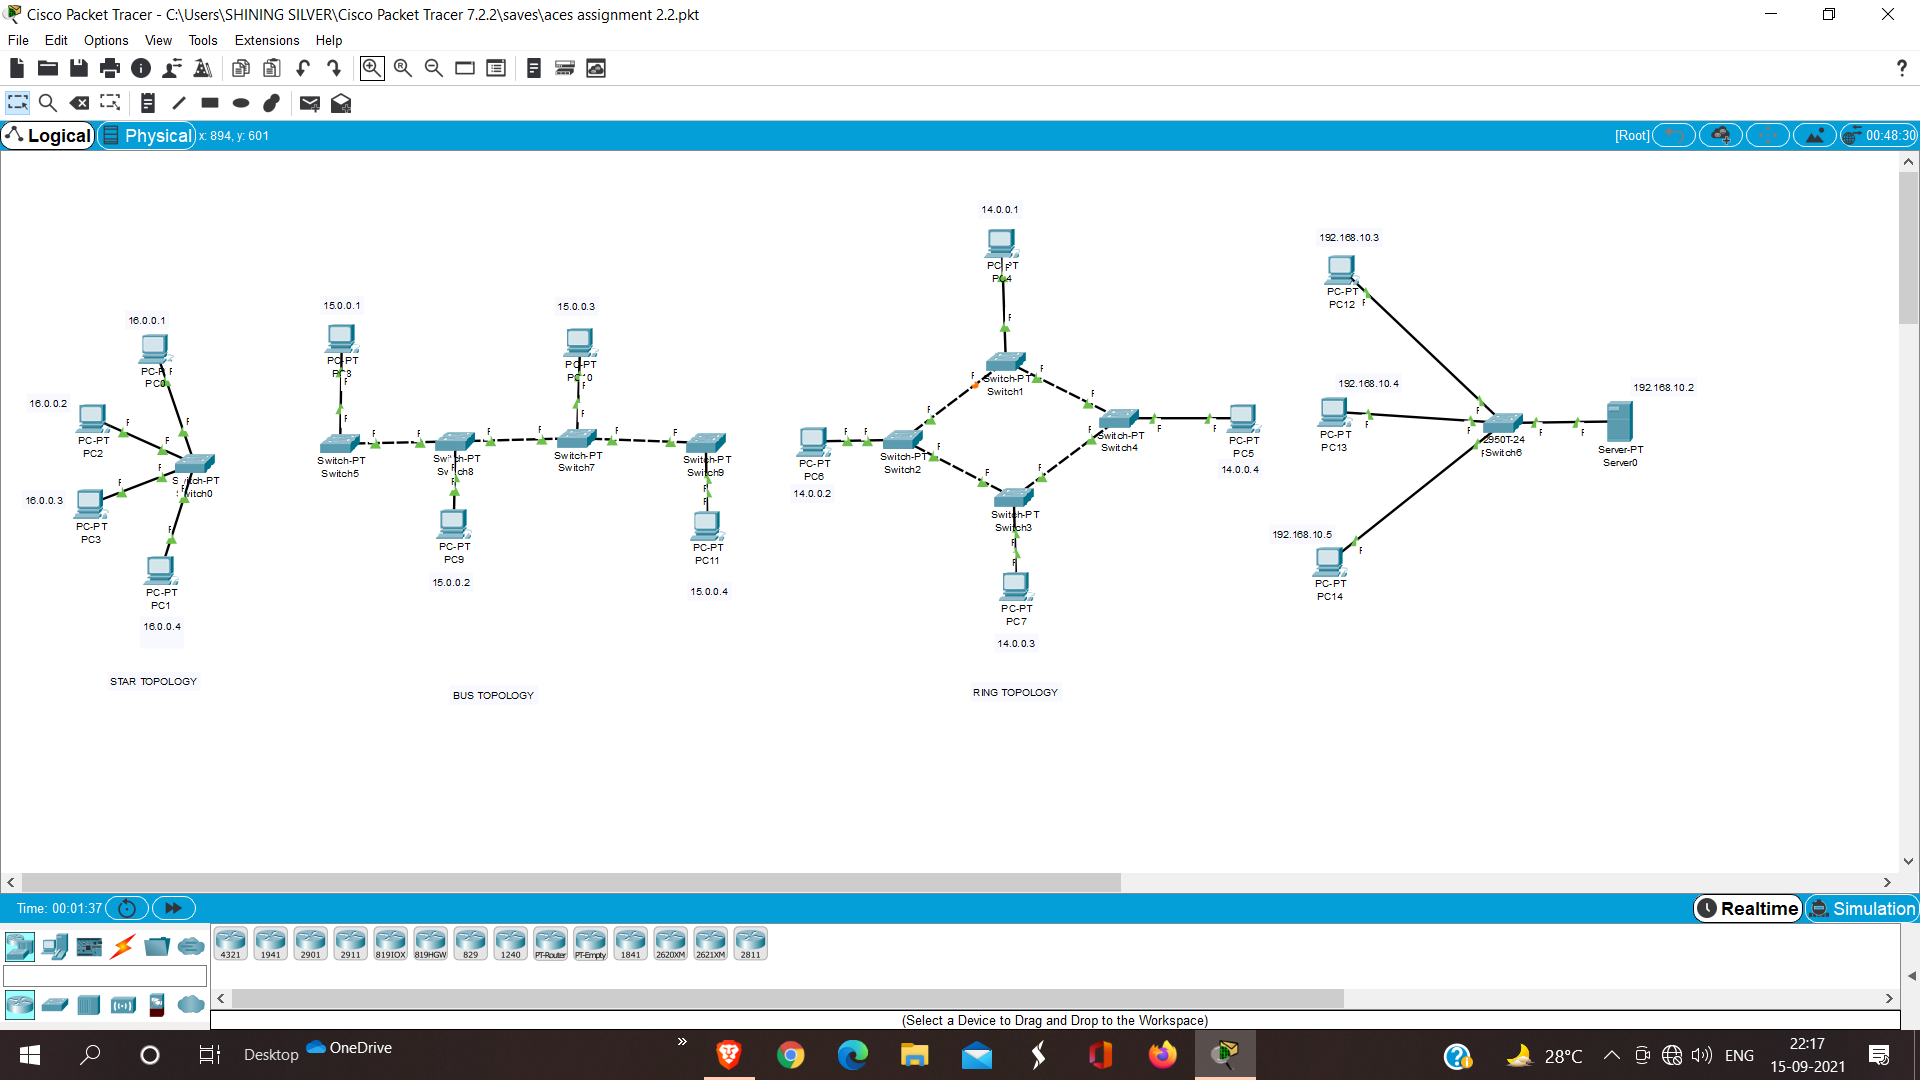 Cisco Packet Tracer - C:\Users\SHINING SILVER\Cisco Packet Tracer 7.2.2\saves\aces assignment 2.2.pkt
File Edit Options View Tools Extensions Help
?
Logical
Physical
x: 894, y: 601
[Root]
00:48:30
16.0.0.1
PC-PT
PC0
16.0.0.2
PC-PT
PC2
16.0.0.3
PC-PT
PC3
Switch-PT
Switch0
PC-PT
PC1
16.0.0.4
STAR TOPOLOGY
15.0.0.1
PC-PT
PC8
15.0.0.3
PC-PT
PC10
Switch-PT
Switch5
Switch-PT
Switch8
Switch-PT
Switch7
Switch-PT
Switch9
PC-PT
PC9
15.0.0.2
PC-PT
PC11
15.0.0.4
BUS TOPOLOGY
14.0.0.1
PC-PT
PC4
Switch-PT
Switch1
Switch-PT
Switch4
PC-PT
PC5
14.0.0.4
PC-PT
PC6
14.0.0.2
Switch-PT
Switch2
Switch-PT
Switch3
PC-PT
PC7
14.0.0.3
RING TOPOLOGY
192.168.10.3
PC-PT
PC12
192.168.10.4
PC-PT
PC13
192.168.10.2
2950T-24
Switch6
Server-PT
Server0
192.168.10.5
PC-PT
PC14
Time: 00:01:37
Realtime
Simulation
4321 1941 2901 2911 819IOX 819HGW 829 1240 PT-Router PT-Empty 1841 2620XM 2621XM 2811
(Select a Device to Drag and Drop to the Workspace)
Desktop
OneDrive
28°C
ENG
22:17
15-09-2021